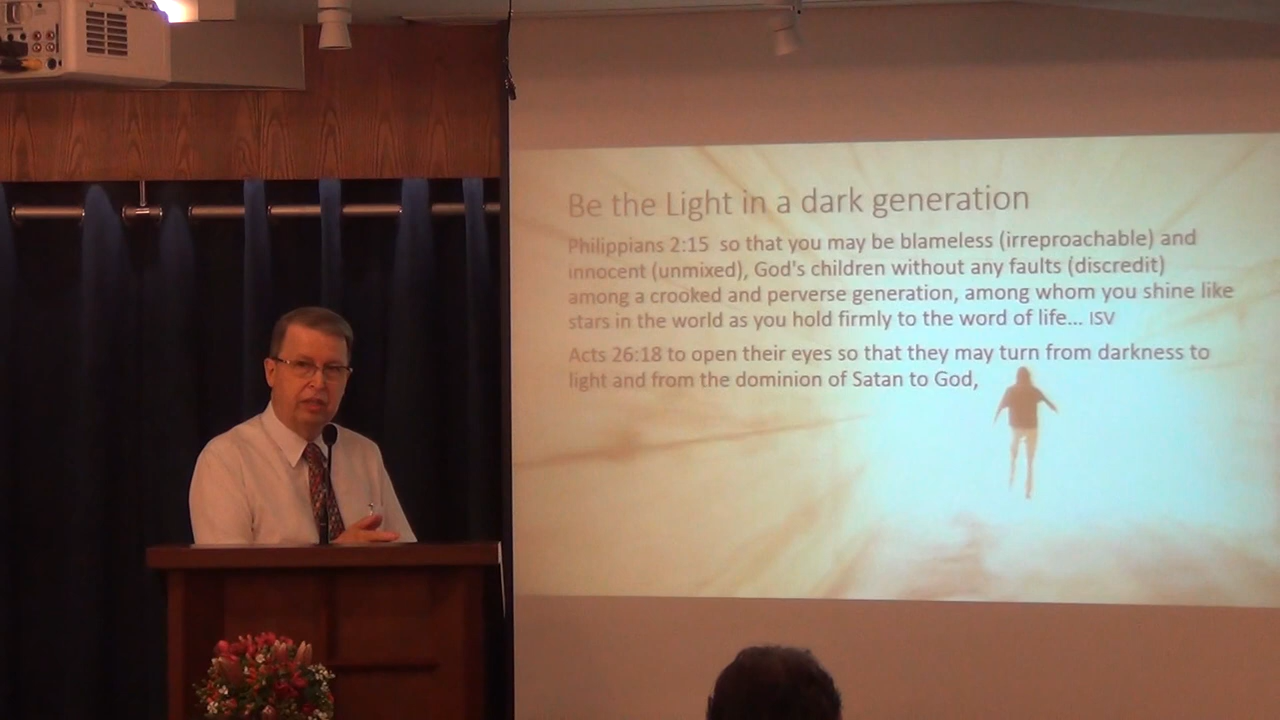 Be the Light in a dark generation
Philippians 2:15  so that you may be blameless (irreproachable) and
innocent (unmixed), God's children without any faults (discredit)
among a crooked and perverse generation, among whom you shine like
stars in the world as you hold firmly to the word of life... ISV
Acts 26:18 to open their eyes so that they may turn from darkness to
light and from the dominion of Satan to God,